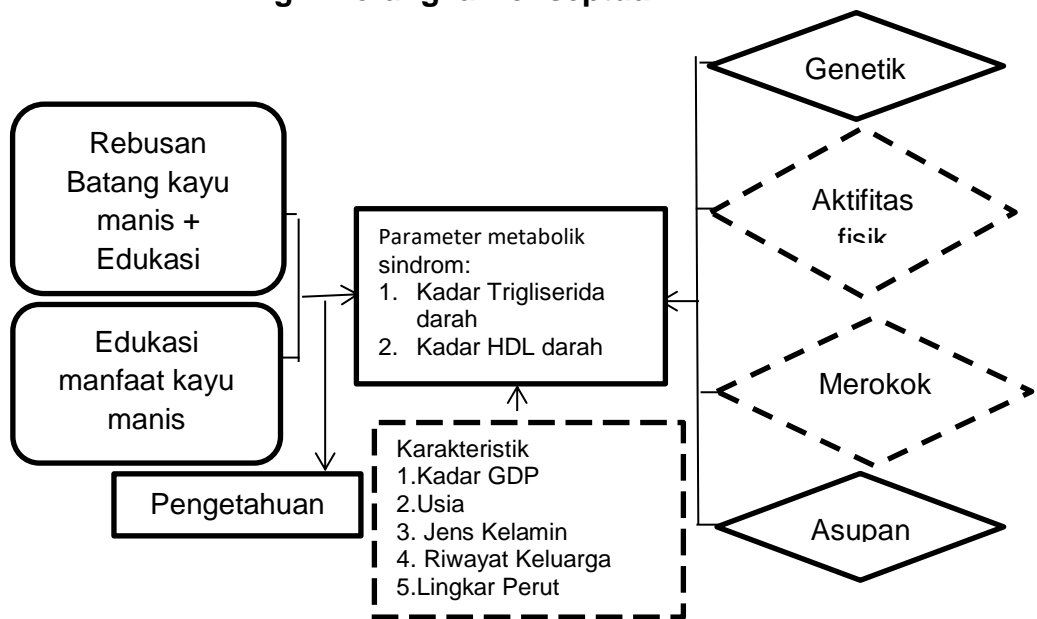 Genetik
Rebusan
Batang kayu
manis +
Edukasi
Aktifitas
fisik
Parameter metabolik
sindrom:
1. Kadar Trigliserida
darah
2. Kadar HDL darah
Edukasi
manfaat kayu
manis
Merokok
Karakteristik
1.Kadar GDP
2.Usia
3. Jens Kelamin
4. Riwayat Keluarga
5.Lingkar Perut
Pengetahuan
Asupan